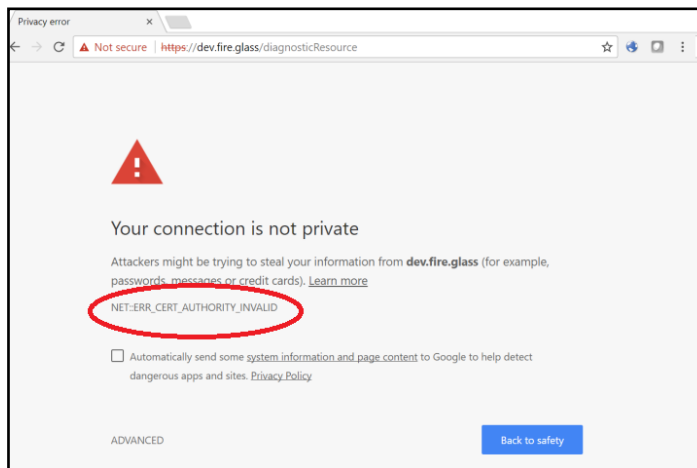 Privacy error
Not secure | https://dev.fire.glass/diagnosticResource
Your connection is not private
Attackers might be trying to steal your information from dev.fire.glass (for example,
passwords, messages or credit cards). Learn more
NET::ERR_CERT_AUTHORITY_INVALID
Automatically send some system information and page content to Google to help detect
dangerous apps and sites. Privacy Policy
ADVANCED
Back to safety